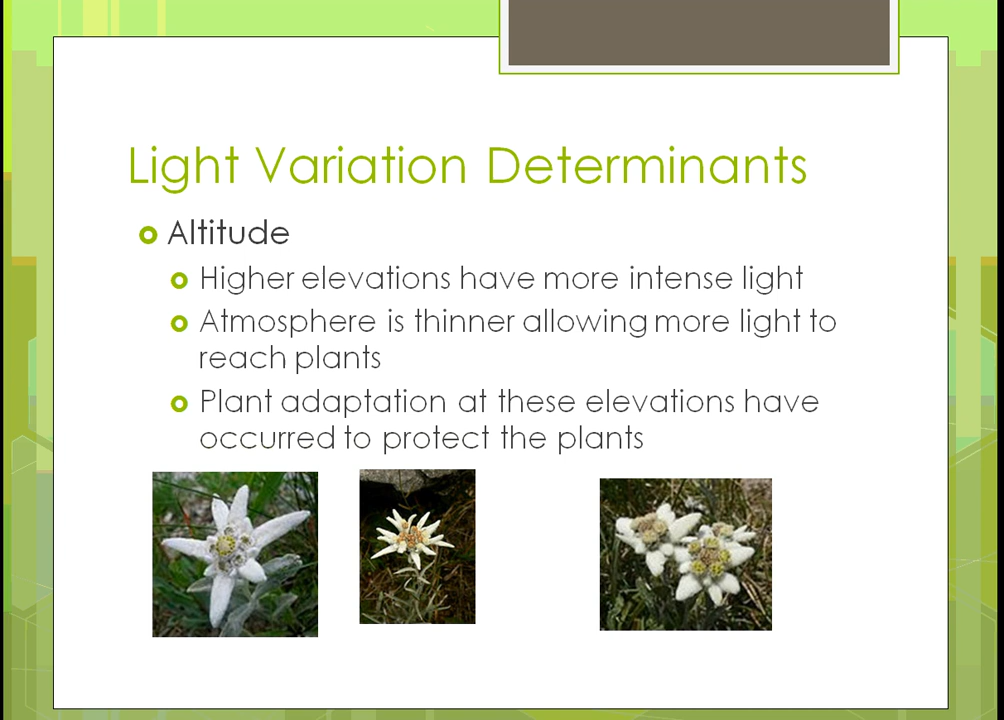 Light Variation Determinants
Altitude
Higher elevations have more intense light
Atmosphere is thinner allowing more light to
reach plants
Plant adaptation at these elevations have
occurred to protect the plants